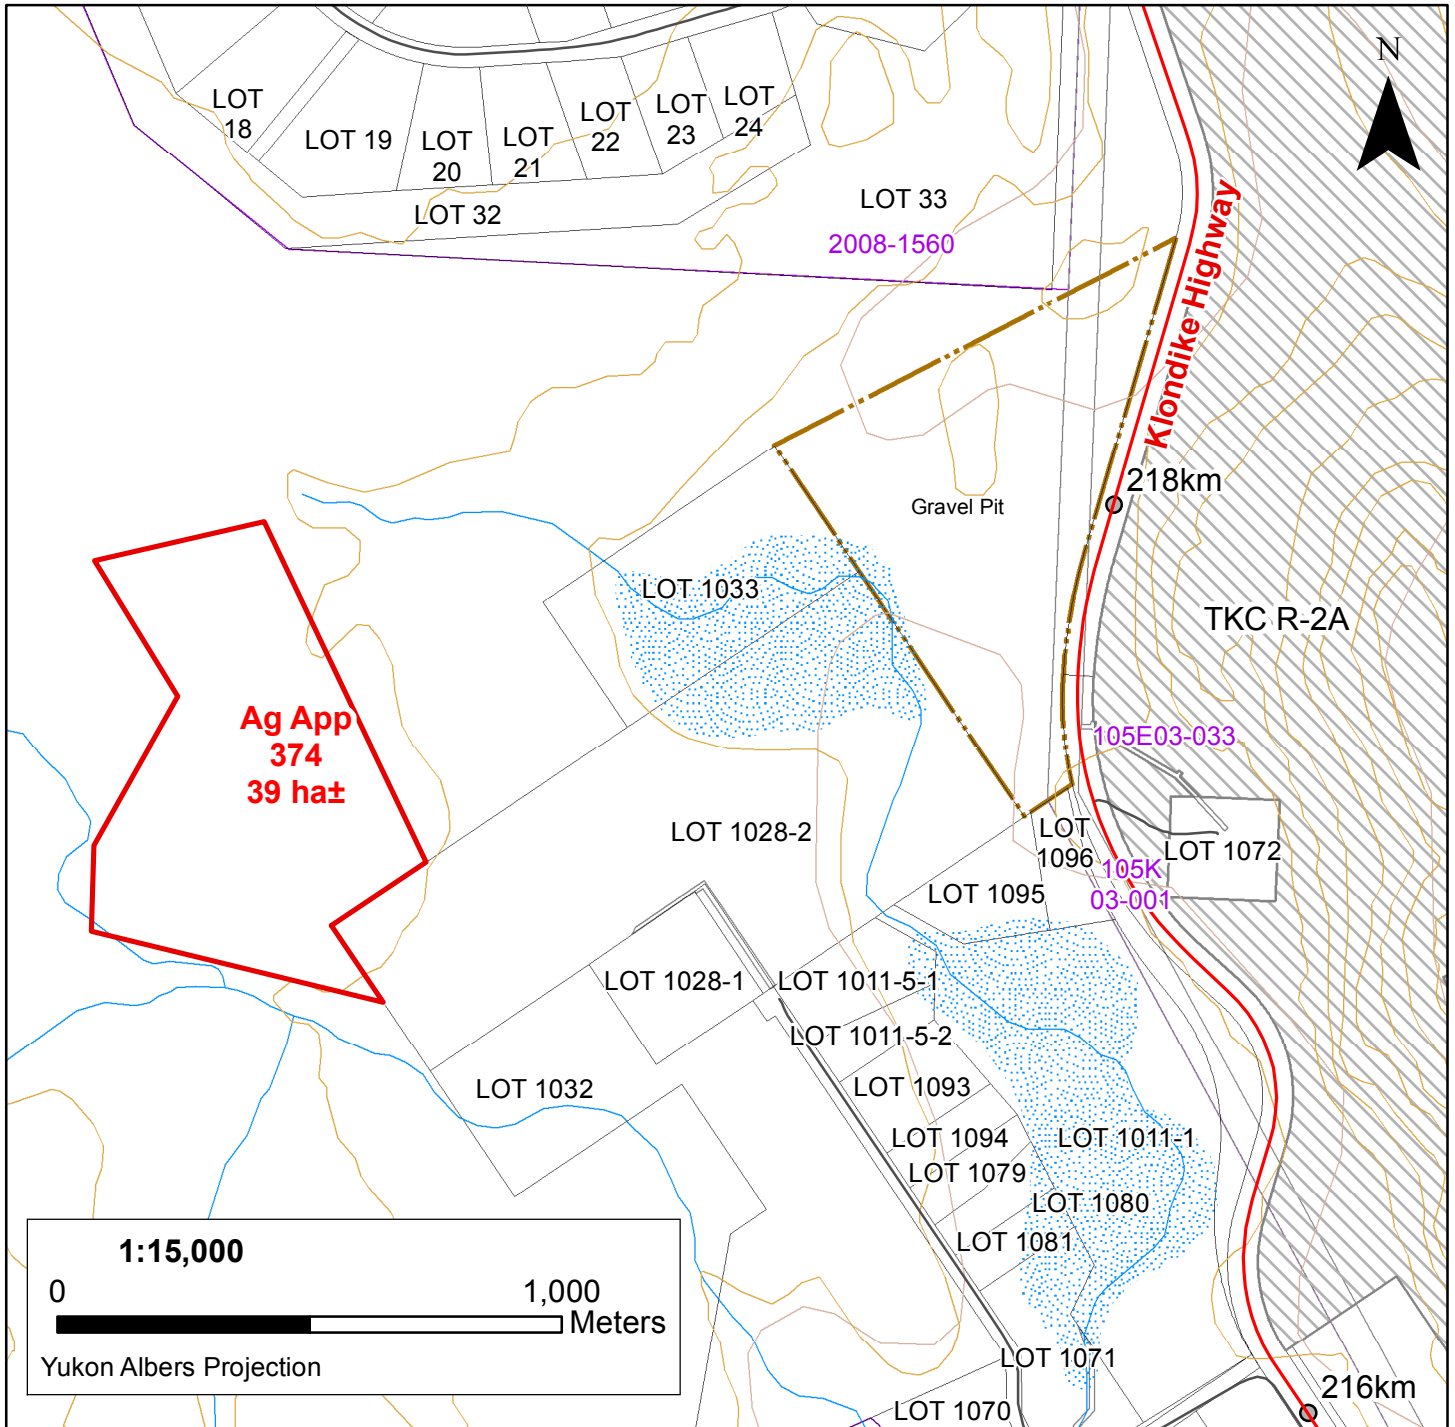 N
LOT
18
LOT 19
LOT
20
LOT
21
LOT
22
LOT
23
LOT
24
LOT 32
LOT 33
2008-1560
Klondike Highway
218km
Gravel Pit
LOT 1033
TKC R-2A
Ag App
374
39 ha±
105E03-033
LOT 1028-2
LOT
1096
LOT 1072
105K
03-001
LOT 1095
LOT 1028-1
LOT 1011-5-1
LOT 1011-5-2
LOT 1032
LOT 1093
LOT 1094
LOT 1011-1
LOT 1079
LOT 1080
LOT 1081
1:15,000
0 1,000
Meters
Yukon Albers Projection
LOT 1071
216km
LOT 1070